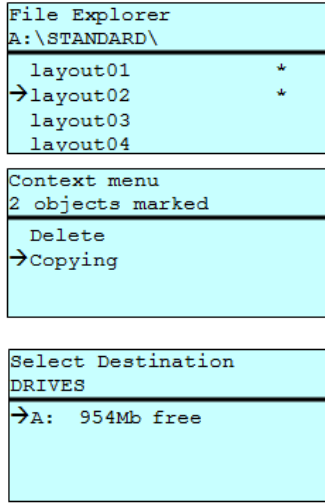 File Explorer
A:\STANDARD\
layout01 *
→layout02 *
layout03
layout04
Context menu
2 objects marked
Delete
→Copying
Select Destination
DRIVES
→A: 954Mb free